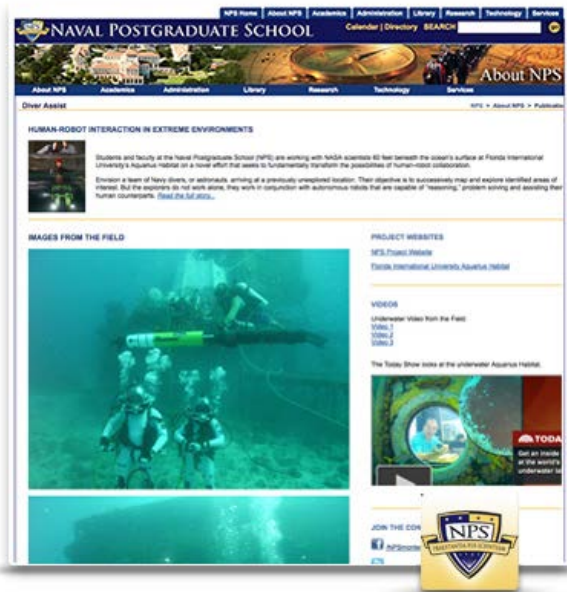 NPS Home About NPS Academics Administration Library Research Technology Services
NAVAL POSTGRADUATE SCHOOL
Calendar | Directory SEARCH
About NPS
About NPS Academics Administration Library Research Technology Services
Diver Assist
NPS > About NPS > Publicatio
HUMAN-ROBOT INTERACTION IN EXTREME ENVIRONMENTS
Students and faculty at the Naval Postgraduate School (NPS) are working with NASA scientists 60 feet beneath the ocean's surface at Florida International
University's Aquarius Habitat on a novel effort that seeks to fundamentally transform the possibilities of human-robot collaboration.
Envision a team of Navy divers, or astronauts, arriving at a previously unexplored location. Their objective is to successively map and explore identified areas of
interest. But the explorers do not work alone, they work in conjunction with autonomous robots that are capable of "reasoning," problem solving and assisting their
human counterparts. Read the full story...
IMAGES FROM THE FIELD
PROJECT WEBSITES
NPS Project Website
Florida International University Aquarius Habitat
VIDEOS
Underwater Video from the Field:
Video 1
Video 2
Video 3
The Today Show looks at the underwater Aquarius Habitat.
TODA
Get an inside
at the world's
underwater la
JOIN THE CON
NPS